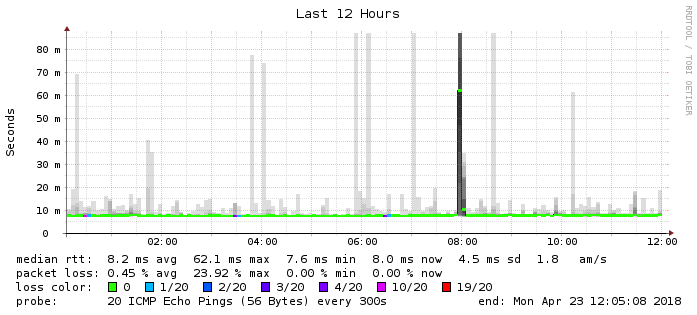 Last 12 Hours
RRDTOOL / TOBI OETIKER
Seconds
80 m
70 m
60 m
50 m
40 m
30 m
20 m
10 m
0
02:00 04:00 06:00 08:00 10:00 12:00
median rtt: 8.2 ms avg 62.1 ms max 7.6 ms min 8.0 ms now 4.5 ms sd 1.8 am/s
packet loss: 0.45 % avg 23.92 % max 0.00 % min 0.00 % now
loss color: 0 1/20 2/20 3/20 4/20 10/20 19/20
probe: 20 ICMP Echo Pings (56 Bytes) every 300s end: Mon Apr 23 12:05:08 2018